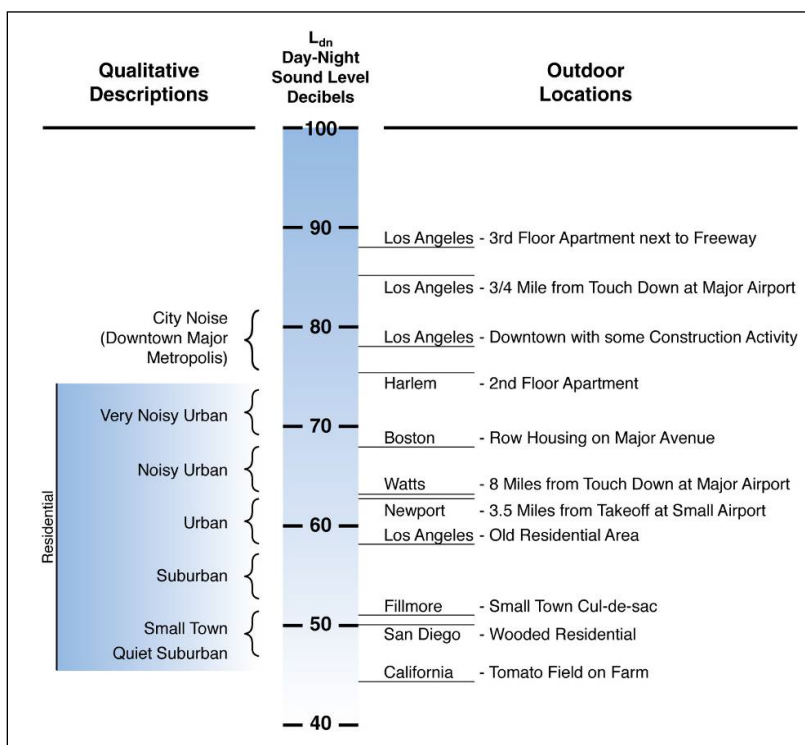 Qualitative
Descriptions
L_dn
Day-Night
Sound Level
Decibels
Outdoor
Locations
100
90
80
70
60
50
40
City Noise
(Downtown Major
Metropolis)
Very Noisy Urban
Noisy Urban
Urban
Suburban
Small Town
Quiet Suburban
Residential
Los Angeles - 3rd Floor Apartment next to Freeway
Los Angeles - 3/4 Mile from Touch Down at Major Airport
Los Angeles - Downtown with some Construction Activity
Harlem - 2nd Floor Apartment
Boston - Row Housing on Major Avenue
Watts - 8 Miles from Touch Down at Major Airport
Newport - 3.5 Miles from Takeoff at Small Airport
Los Angeles - Old Residential Area
Fillmore - Small Town Cul-de-sac
San Diego - Wooded Residential
California - Tomato Field on Farm